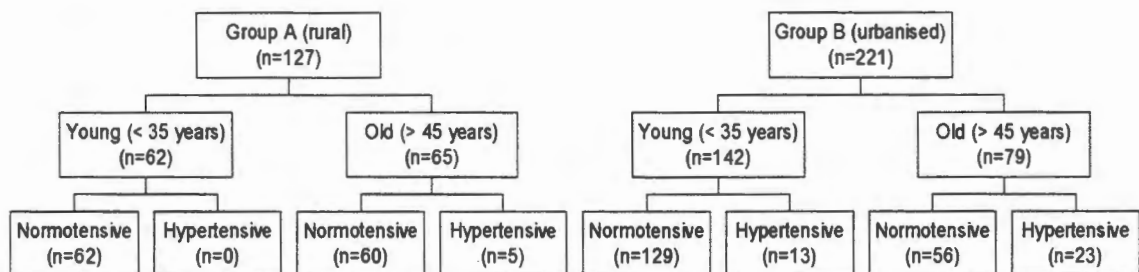 Group A (rural)
(n=127)
Group B (urbanised)
(n=221)
Young (< 35 years)
(n=62)
Old (> 45 years)
(n=65)
Young (< 35 years)
(n=142)
Old (> 45 years)
(n=79)
Normotensive
(n=62)
Hypertensive
(n=0)
Normotensive
(n=60)
Hypertensive
(n=5)
Normotensive
(n=129)
Hypertensive
(n=13)
Normotensive
(n=56)
Hypertensive
(n=23)